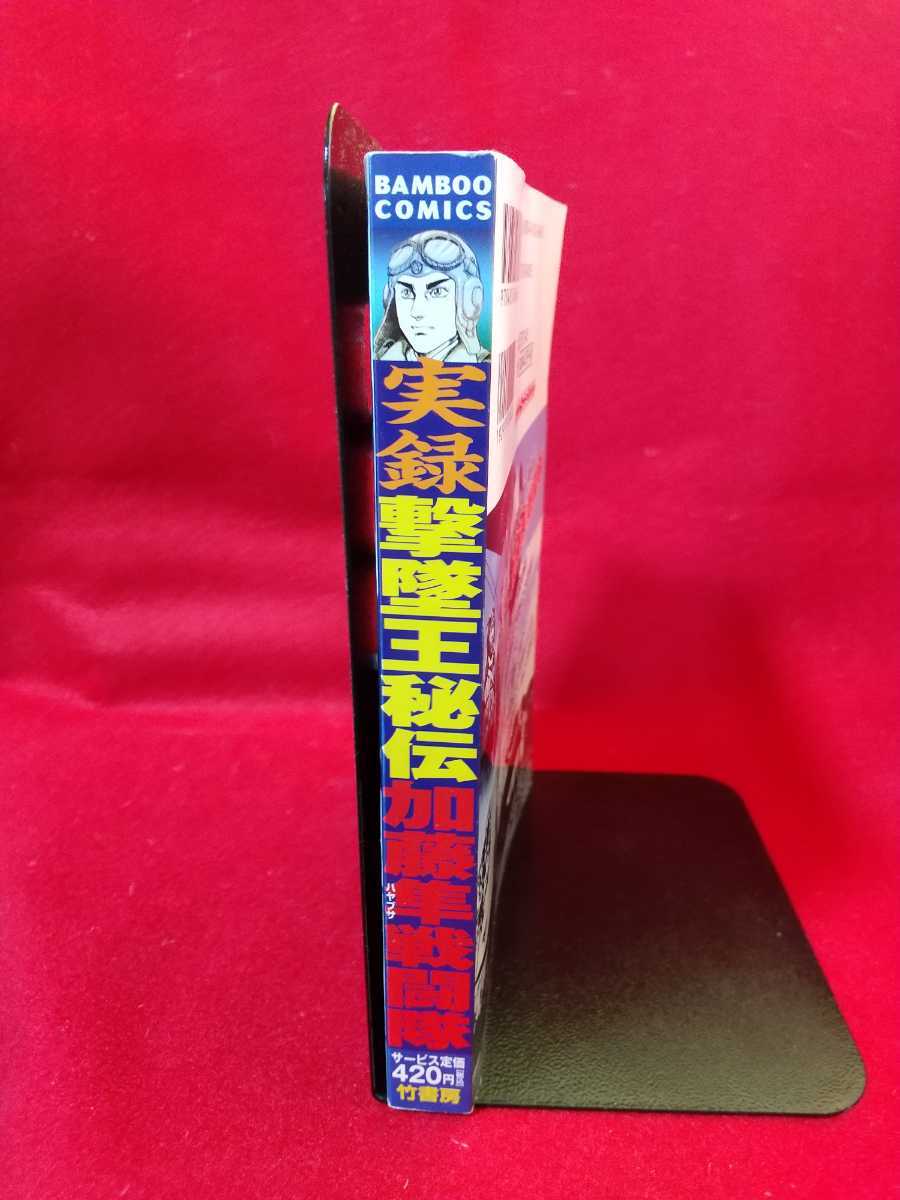 BAMBOO
COMICS
実録
撃墜王秘伝
加藤隼戦闘隊
ハヤブサ
サービス定価
420円
竹書房